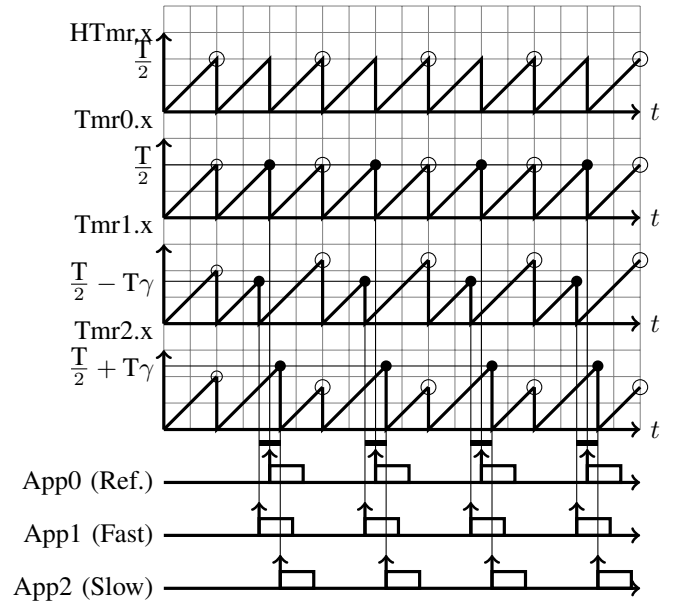 HTmr.x
T/2
t
Tmr0.x
T/2
t
Tmr1.x
T/2 − Tγ
t
Tmr2.x
T/2 + Tγ
t
App0 (Ref.)
App1 (Fast)
App2 (Slow)